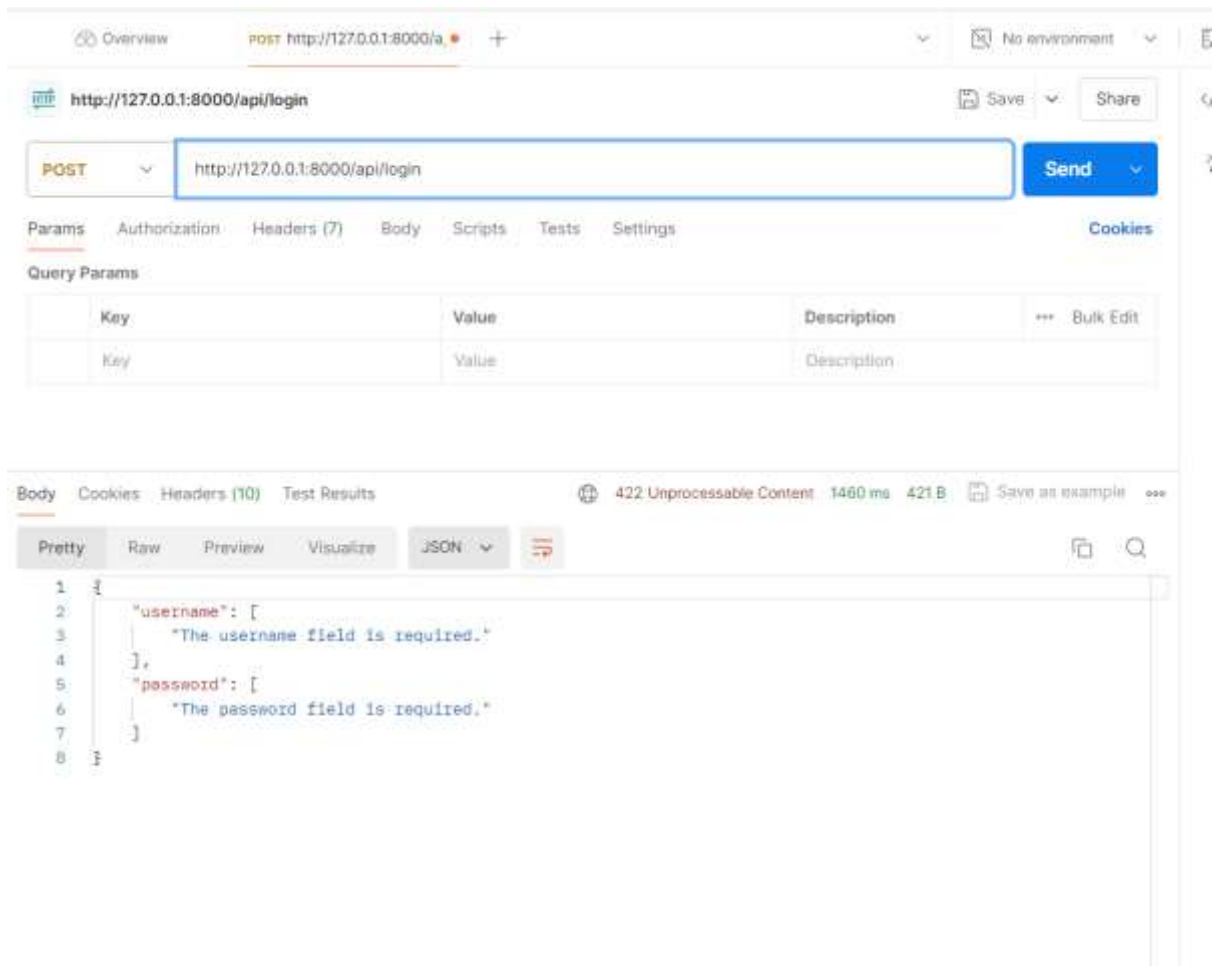 Overview POST http://127.0.0.1:8000/a, No environment
HTTP http://127.0.0.1:8000/api/login Save Share
POST http://127.0.0.1:8000/api/login Send
Params Authorization Headers (7) Body Scripts Tests Settings Cookies
Query Params
Key Value Description Bulk Edit
Key Value Description
Body Cookies Headers (10) Test Results 422 Unprocessable Content 1460 ms 421 B Save as example
Pretty Raw Preview Visualize JSON
1 {
2 "username": [
3 "The username field is required."
4 ],
5 "password": [
6 "The password field is required."
7 ]
8 }